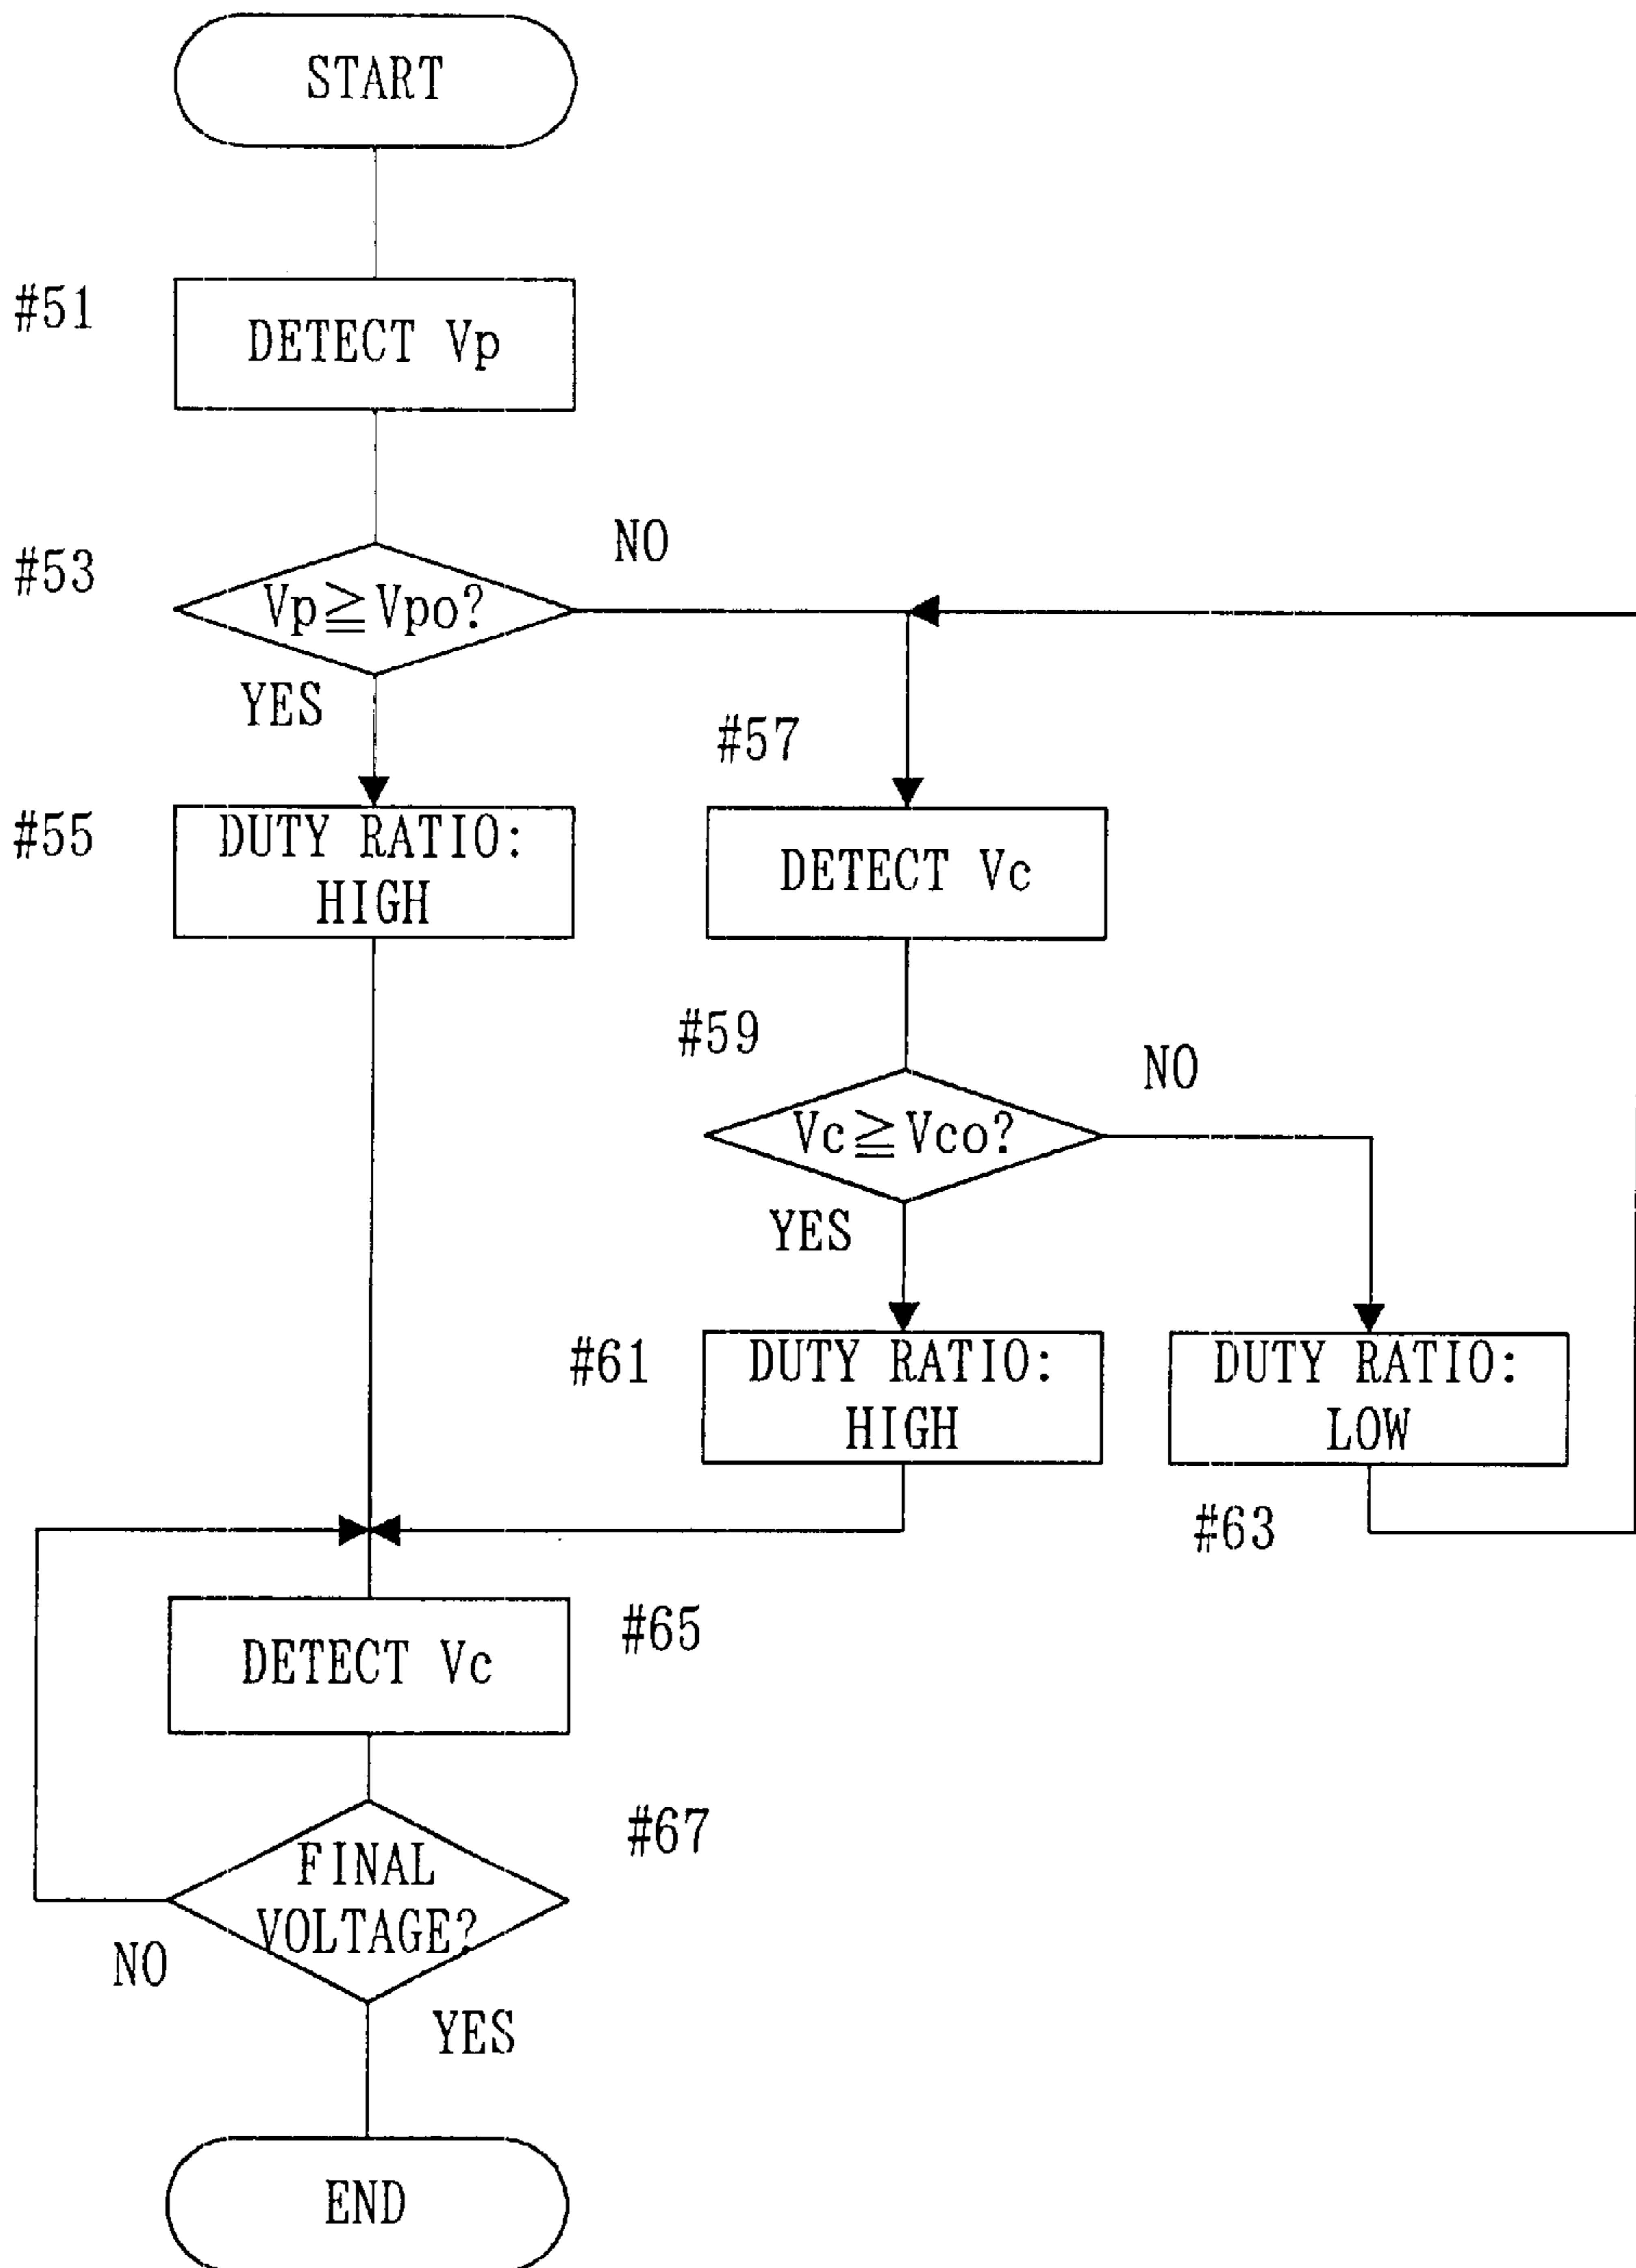 START
#51
DETECT Vp
#53
Vp≧Vpo?
NO
YES
#55
DUTY RATIO:
HIGH
#57
DETECT Vc
#59
Vc≧Vco?
NO
YES
#61
DUTY RATIO:
HIGH
DUTY RATIO:
LOW
#63
DETECT Vc
#65
FINAL
VOLTAGE?
#67
NO
YES
END